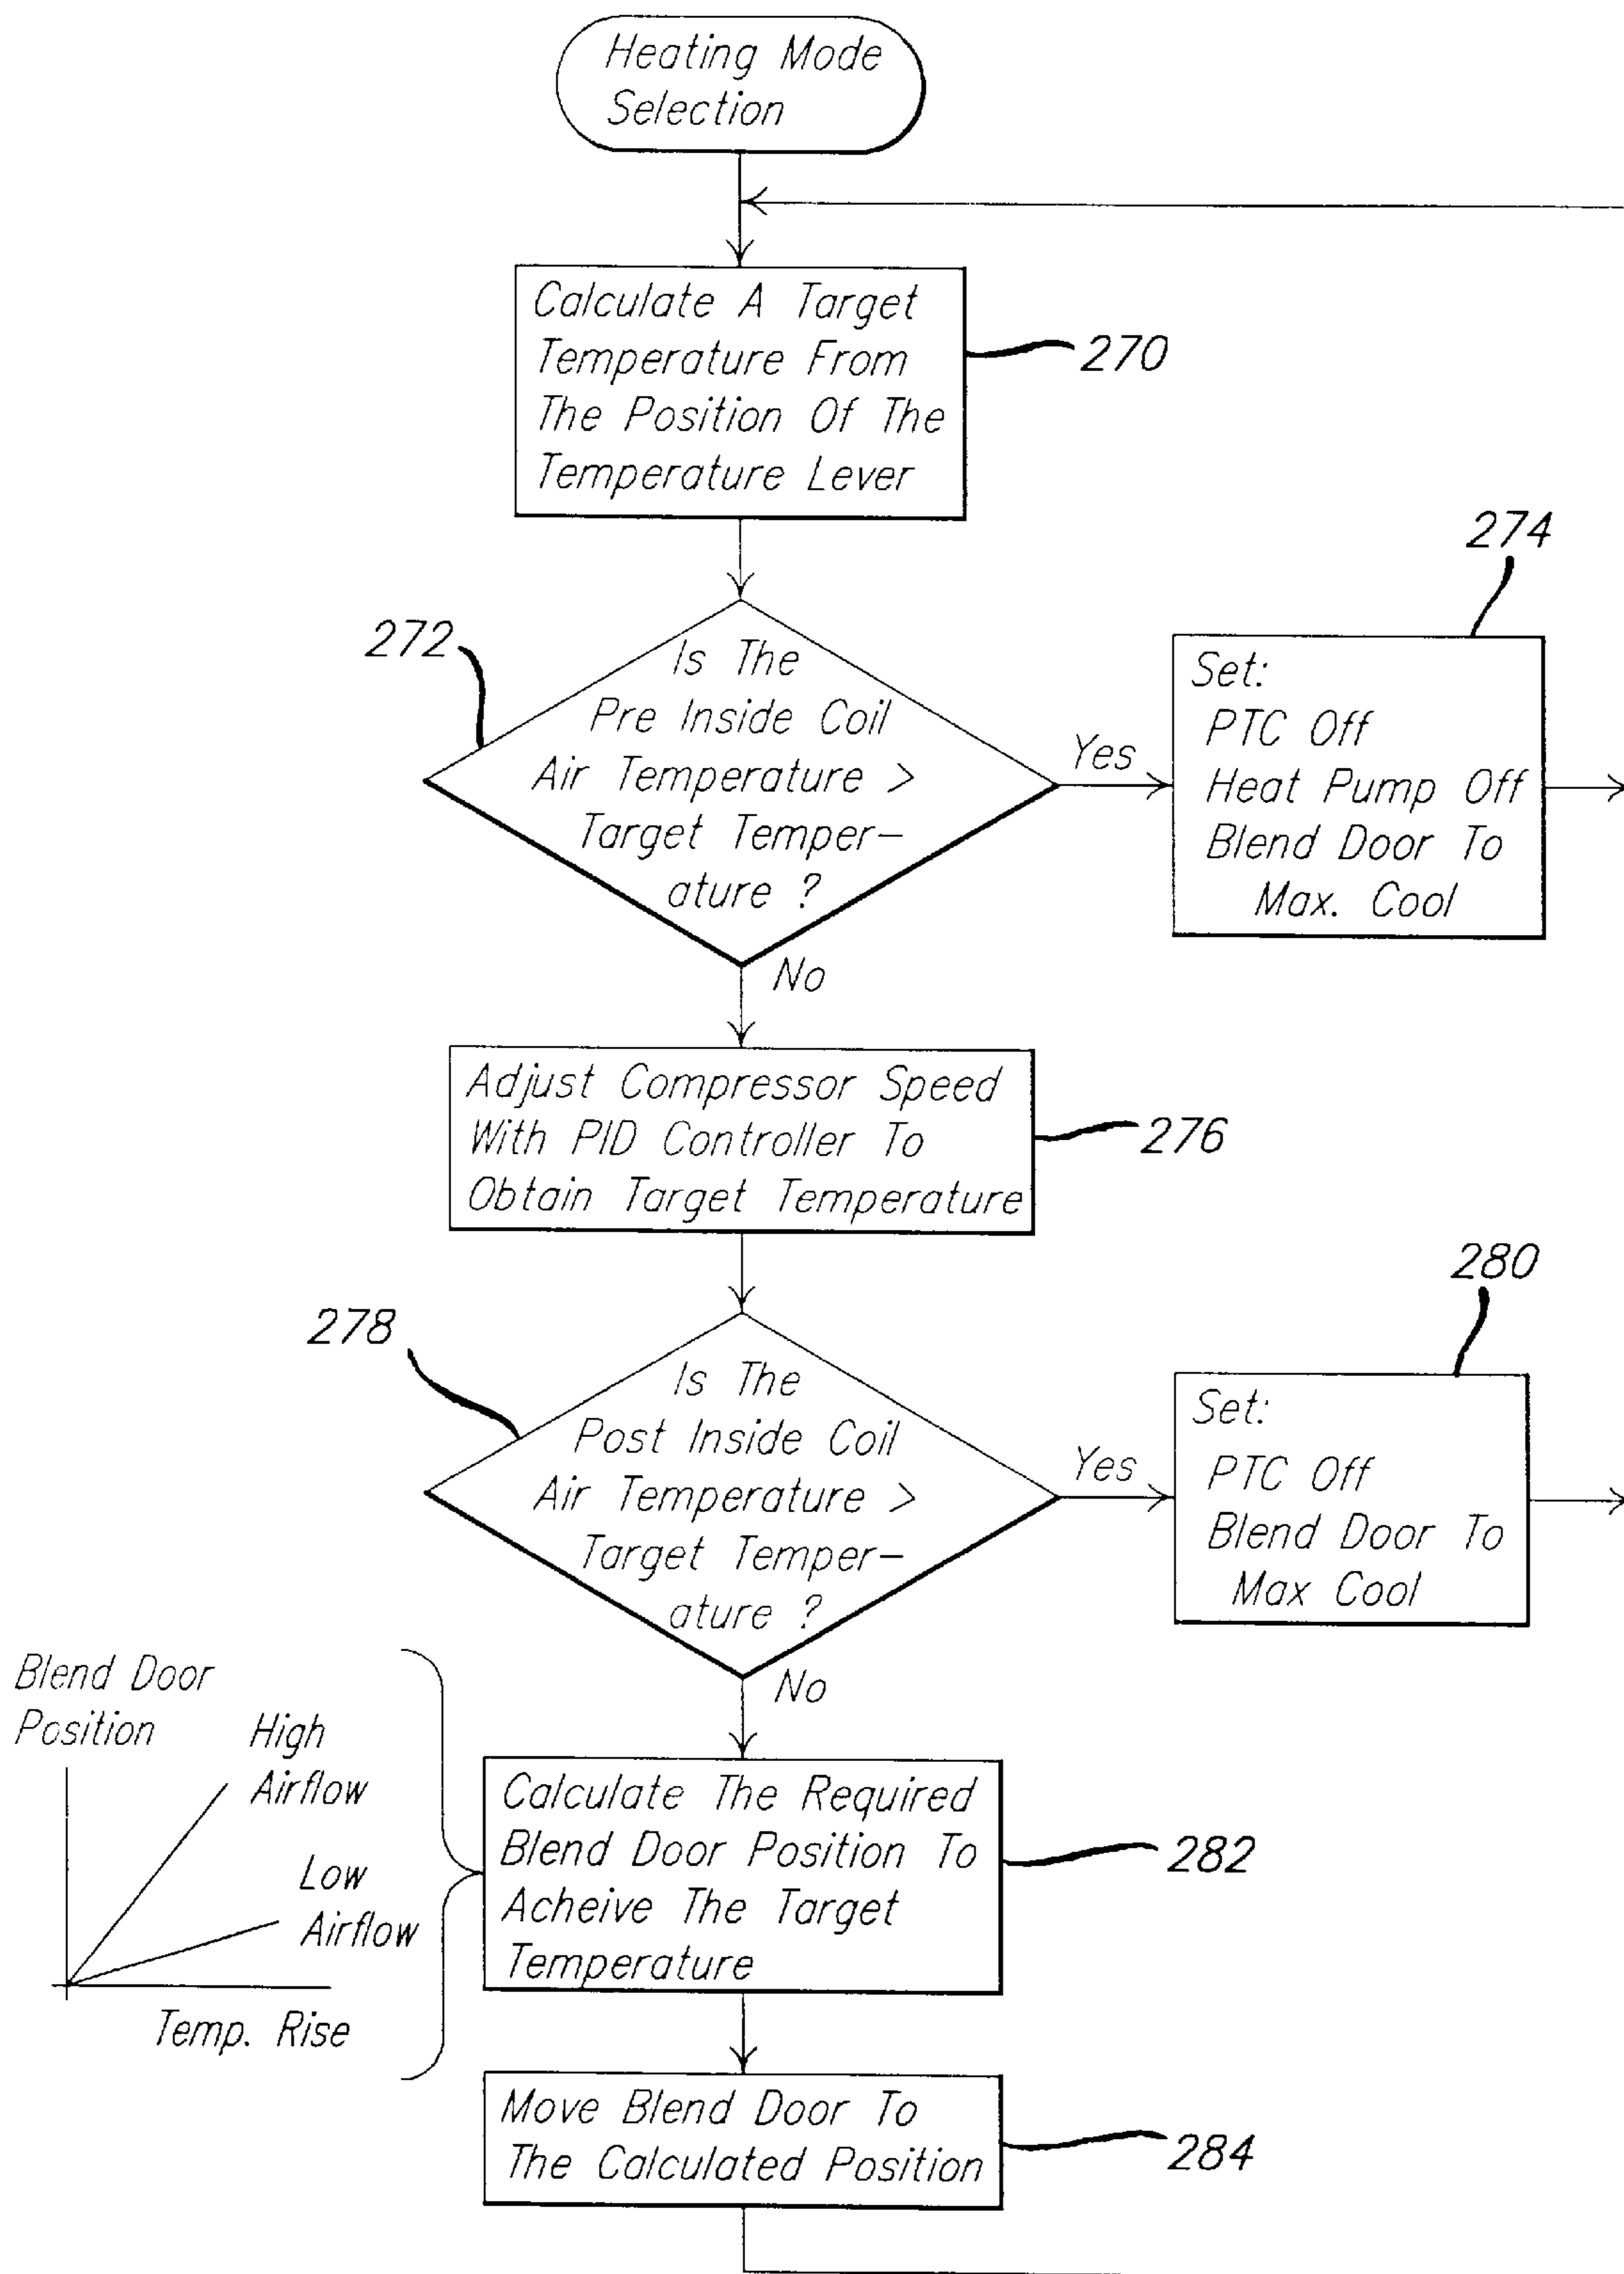 Heating Mode
Selection
Calculate A Target
Temperature From
The Position Of The
Temperature Lever
270
272
Is The
Pre Inside Coil
Air Temperature >
Target Temper-
ature ?
Yes
274
Set:
PTC Off
Heat Pump Off
Blend Door To
Max. Cool
No
Adjust Compressor Speed
With PID Controller To
Obtain Target Temperature
276
278
Is The
Post Inside Coil
Air Temperature >
Target Temper-
ature ?
Yes
280
Set:
PTC Off
Blend Door To
Max Cool
No
Blend Door
Position
High
Airflow
Low
Airflow
Temp. Rise
Calculate The Required
Blend Door Position To
Acheive The Target
Temperature
282
Move Blend Door To
The Calculated Position
284